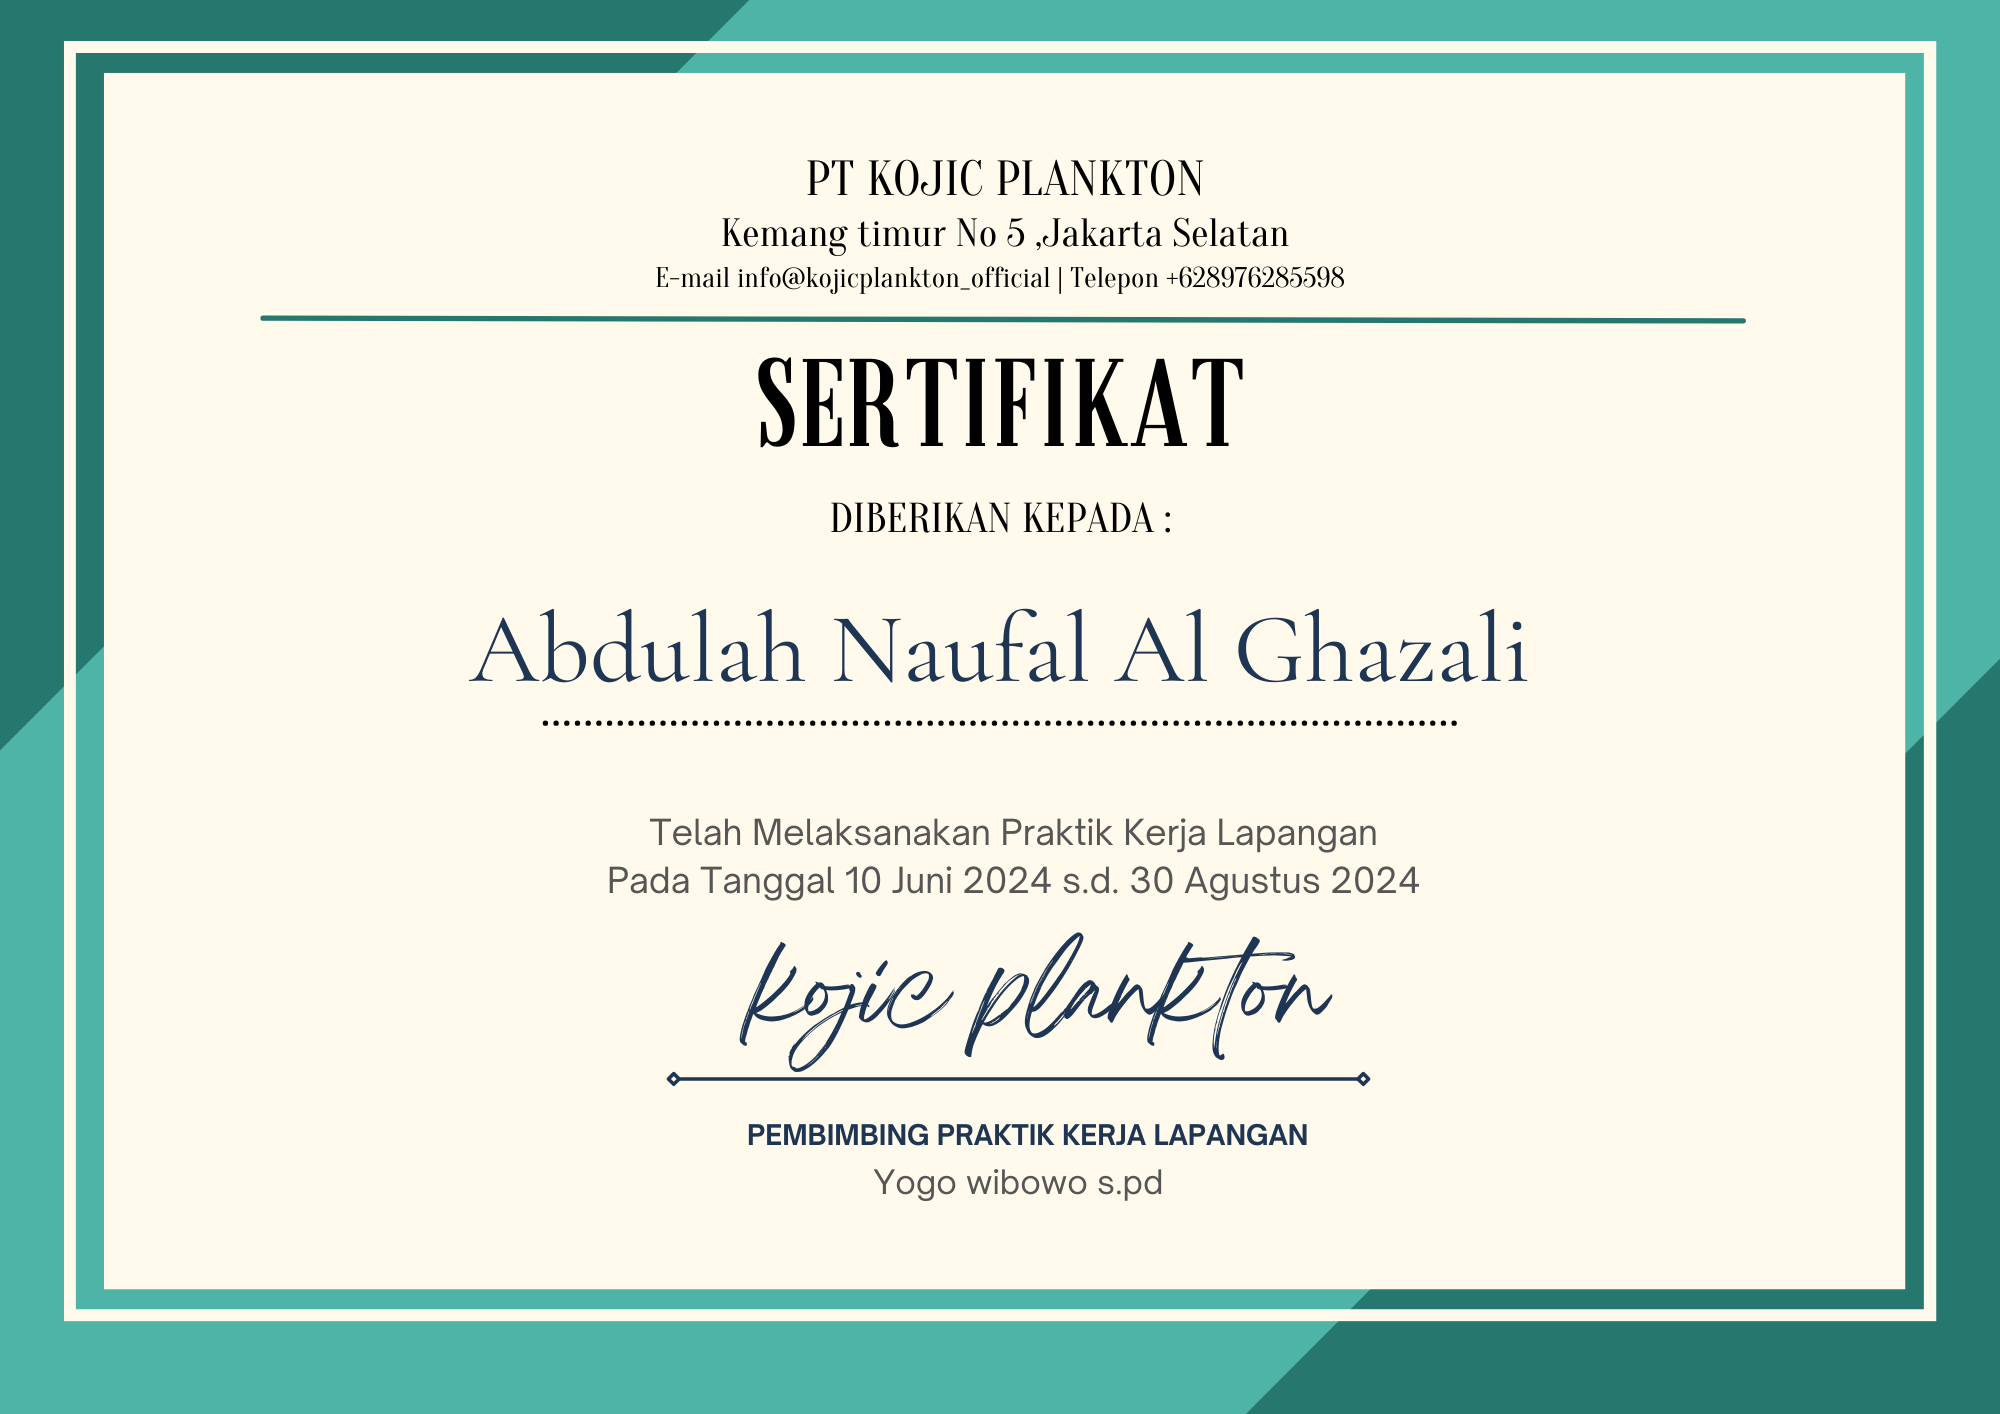 PT KOJIC PLANKTON
Kemang timur No 5 ,Jakarta Selatan
E-mail info@kojicplankton_official | Telepon +628976285598
SERTIFIKAT
DIBERIKAN KEPADA :
Abdulah Naufal Al Ghazali
Telah Melaksanakan Praktik Kerja Lapangan
Pada Tanggal 10 Juni 2024 s.d. 30 Agustus 2024
kojic plankton
PEMBIMBING PRAKTIK KERJA LAPANGAN
Yogo wibowo s.pd